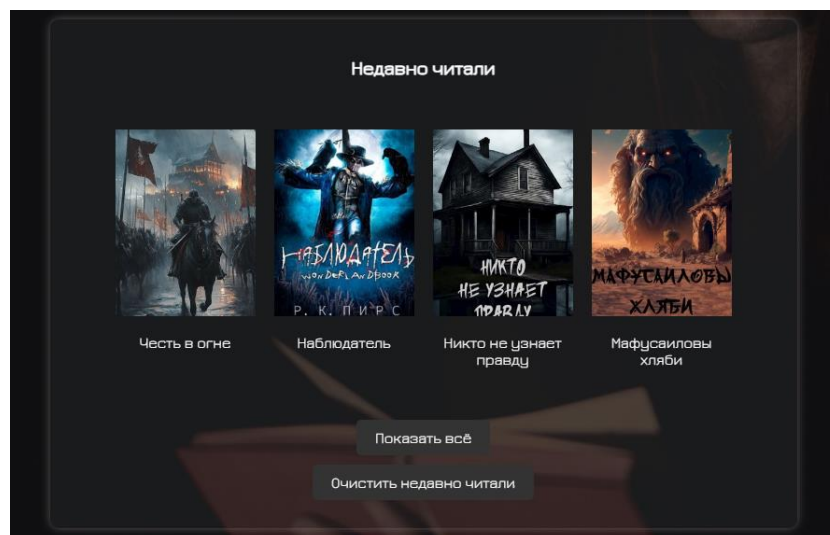 Недавно читали
НАБЛЮДАТЕЛЬ
WONDERLANDBOOK
Р. К. ПИРС
НИКТО
НЕ УЗНАЕТ
ПРАВДУ
МАФУСАИЛОВЫ
ХЛЯБИ
Честь в огне
Наблюдатель
Никто не узнает
правду
Мафусаиловы
хляби
Показать всё
Очистить недавно читали